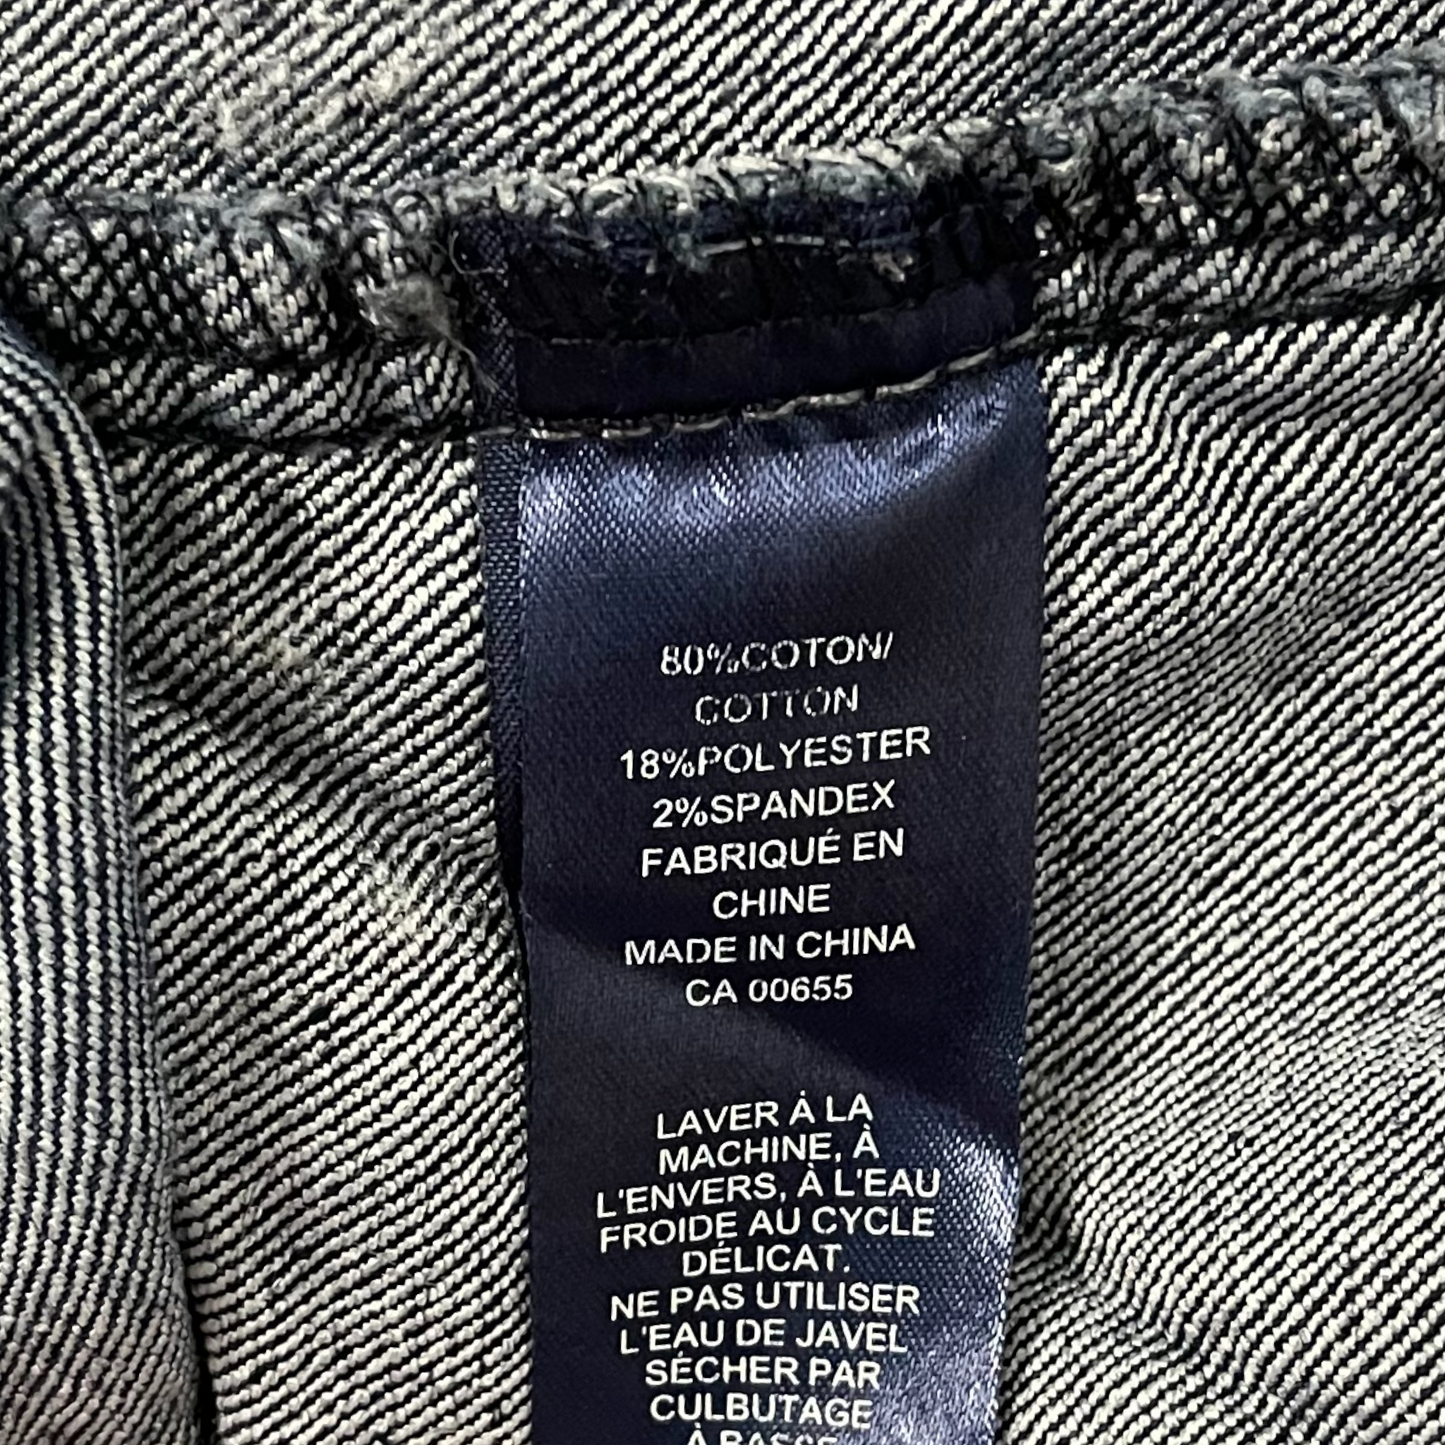 80%COTON/
COTTON
18%POLYESTER
2%SPANDEX
FABRIQUÉ EN
CHINE
MADE IN CHINA
CA 00655
LAVER À LA
MACHINE, À
L'ENVERS, À L'EAU
FROIDE AU CYCLE
DÉLICAT.
NE PAS UTILISER
L'EAU DE JAVEL
SÉCHER PAR
CULBUTAGE
À